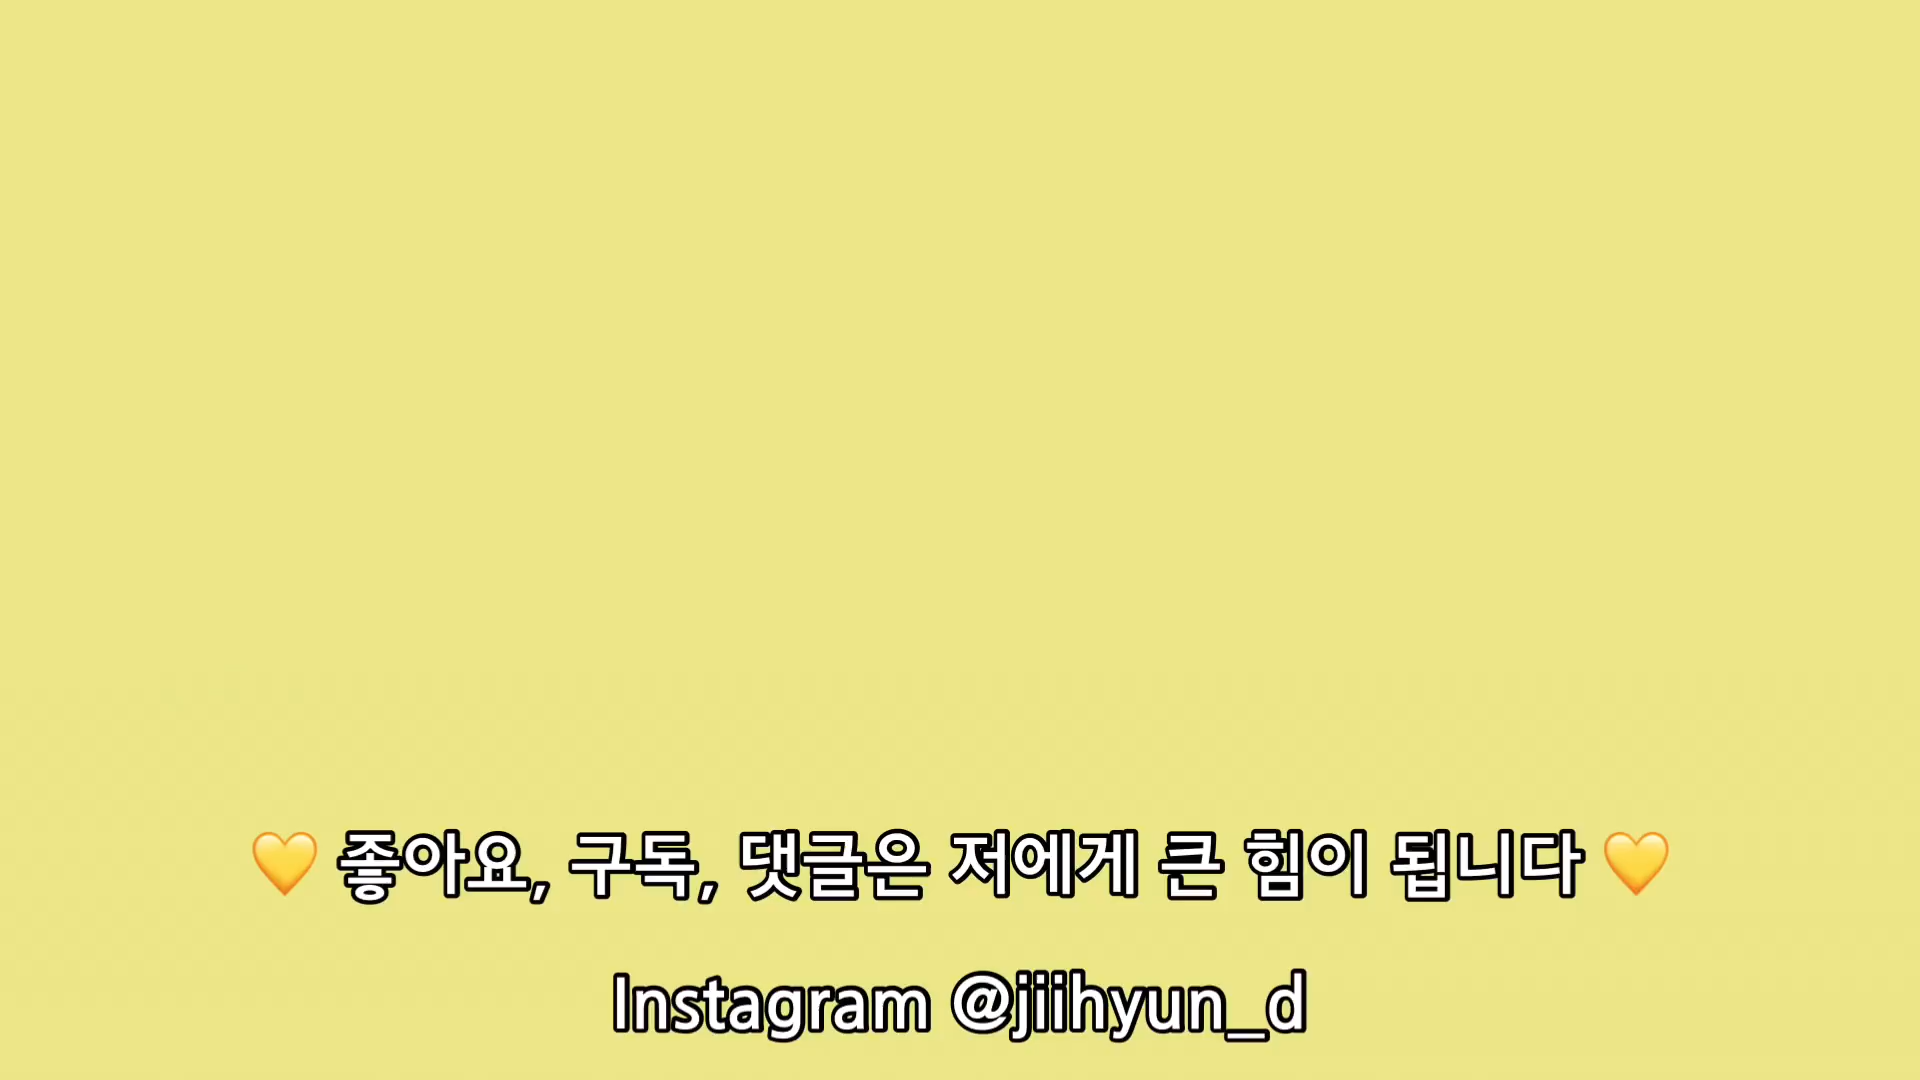 💛 좋아요, 구독, 댓글은 저에게 큰 힘이 됩니다 💛
Instagram @jiihyun_d